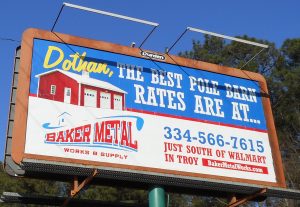 Durden
Dothan, THE BEST POLE BARN
RATES ARE AT...
BAKER METAL
WORKS & SUPPLY
334-566-7615
JUST SOUTH OF WALMART
IN TROY BakerMetalWorks.com